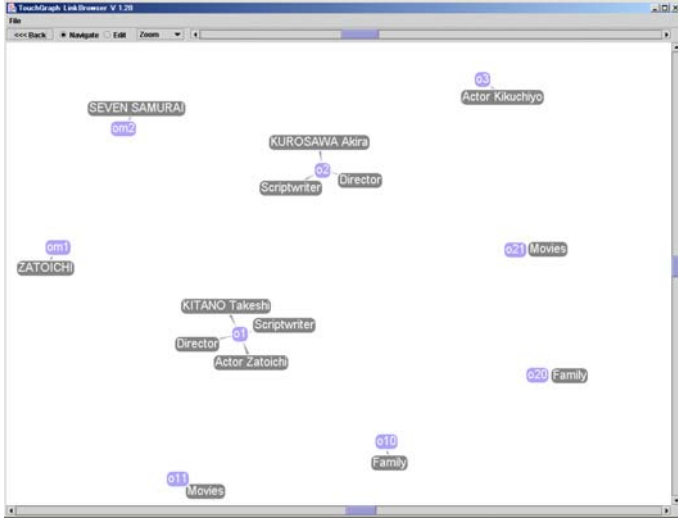 TouchGraph LinkBrowser V 1.20
File
<<< Back Navigate Edit Zoom
o3
Actor Kikuchiyo
SEVEN SAMURAI
om2
KUROSAWA Akira
o2
Scriptwriter Director
om1
ZATOICHI
o21 Movies
KITANO Takeshi
Scriptwriter
o1
Director
Actor Zatoichi
o20 Family
o10
Family
o11
Movies